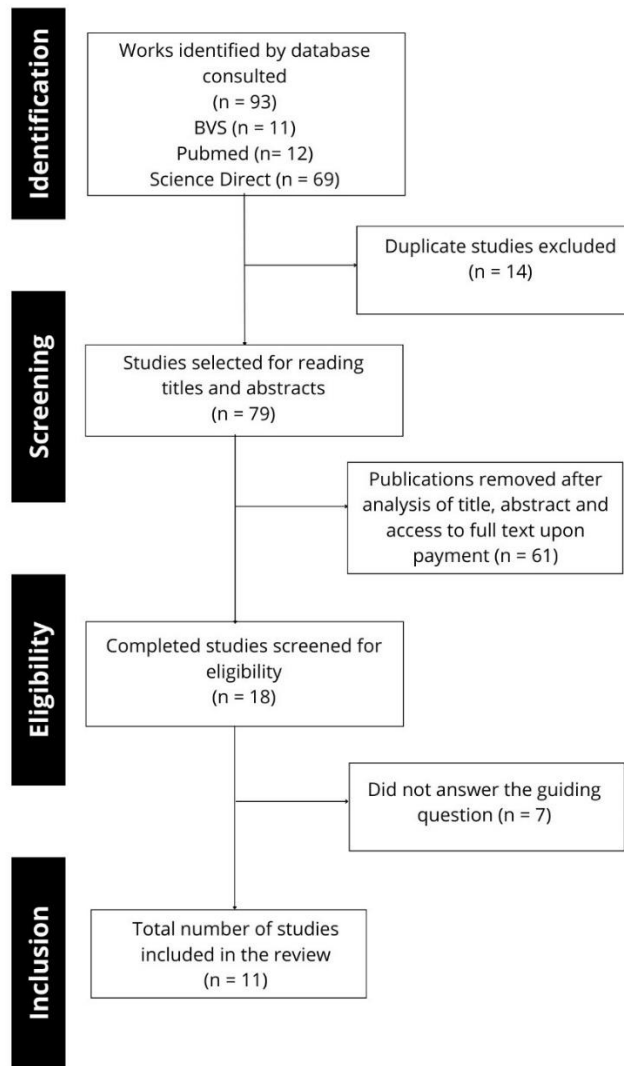 Identification
Works identified by database
consulted
(n = 93)
BVS (n = 11)
Pubmed (n= 12)
Science Direct (n = 69)
Duplicate studies excluded
(n = 14)
Screening
Studies selected for reading
titles and abstracts
(n = 79)
Publications removed after
analysis of title, abstract and
access to full text upon
payment (n = 61)
Eligibility
Completed studies screened for
eligibility
(n = 18)
Did not answer the guiding
question (n = 7)
Inclusion
Total number of studies
included in the review
(n = 11)